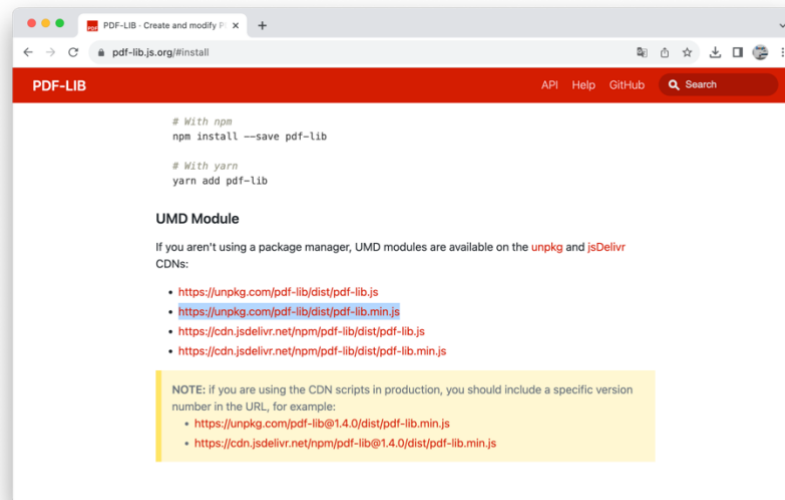 PDF-LIB · Create and modify P
pdf-lib.js.org/#install
PDF-LIB
API Help GitHub Search
# With npm
npm install --save pdf-lib
# With yarn
yarn add pdf-lib
UMD Module
If you aren't using a package manager, UMD modules are available on the unpkg and jsDelivr
CDNs:
• https://unpkg.com/pdf-lib/dist/pdf-lib.js
• https://unpkg.com/pdf-lib/dist/pdf-lib.min.js
• https://cdn.jsdelivr.net/npm/pdf-lib/dist/pdf-lib.js
• https://cdn.jsdelivr.net/npm/pdf-lib/dist/pdf-lib.min.js
NOTE: if you are using the CDN scripts in production, you should include a specific version
number in the URL, for example:
• https://unpkg.com/pdf-lib@1.4.0/dist/pdf-lib.min.js
• https://cdn.jsdelivr.net/npm/pdf-lib@1.4.0/dist/pdf-lib.min.js